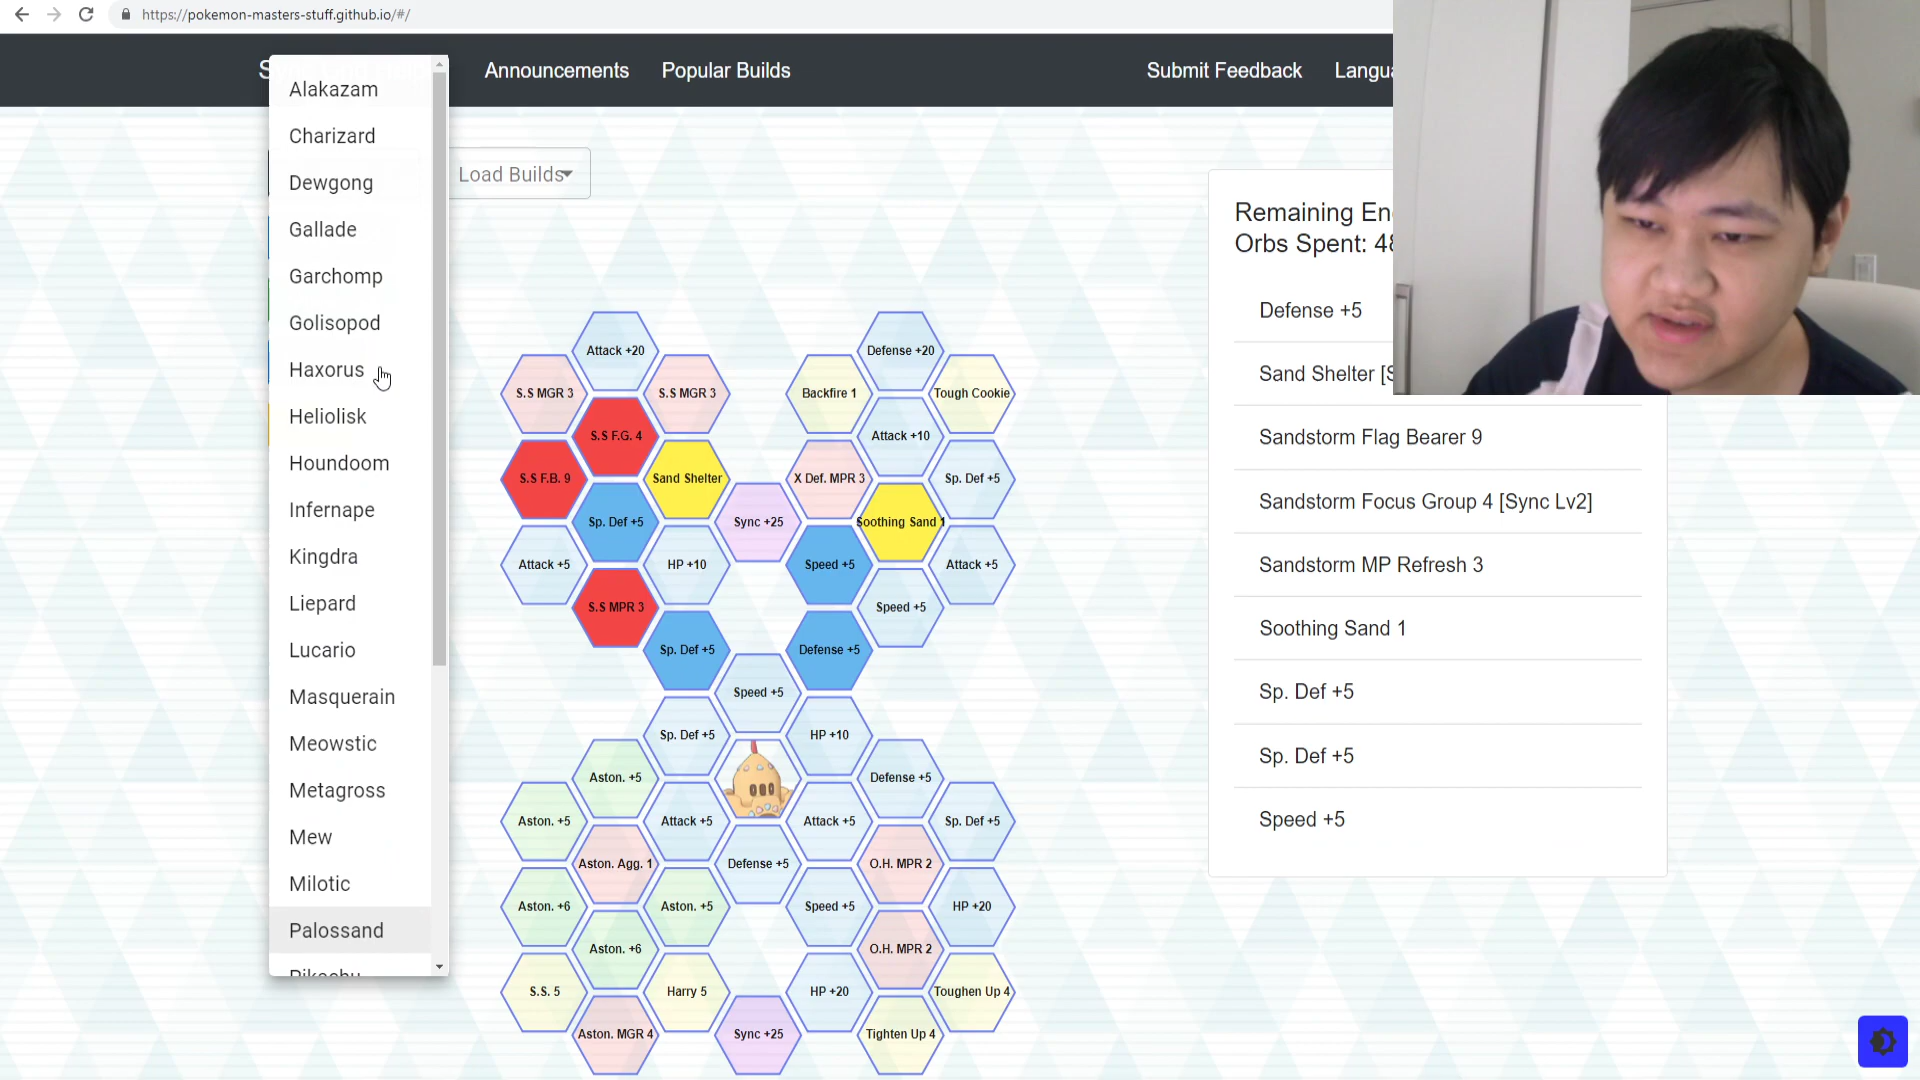 https://pokemon-masters-stuff.github.io/#/
Announcements
Popular Builds
Submit Feedback
Langua
Load Builds
Alakazam
Charizard
Dewgong
Gallade
Garchomp
Golisopod
Haxorus
Heliolisk
Houndoom
Infernape
Kingdra
Liepard
Lucario
Masquerain
Meowstic
Metagross
Mew
Milotic
Palossand
Pikachu
Attack +20
Defense +20
S.S MGR 3
S.S MGR 3
Backfire 1
Tough Cookie
S.S F.G. 4
Attack +10
S.S F.B. 9
Sand Shelter
X Def. MPR 3
Sp. Def +5
Sp. Def +5
Sync +25
Soothing Sand 1
Attack +5
HP +10
Speed +5
Attack +5
S.S MPR 3
Speed +5
Sp. Def +5
Defense +5
Speed +5
Sp. Def +5
HP +10
Aston. +5
Defense +5
Aston. +5
Attack +5
Attack +5
Sp. Def +5
Aston. Agg. 1
Defense +5
O.H. MPR 2
Aston. +6
Aston. +5
Speed +5
HP +20
Aston. +6
O.H. MPR 2
S.S. 5
Harry 5
HP +20
Toughen Up 4
Aston. MGR 4
Sync +25
Tighten Up 4
Remaining En
Orbs Spent: 48
Defense +5
Sand Shelter [S
Sandstorm Flag Bearer 9
Sandstorm Focus Group 4 [Sync Lv2]
Sandstorm MP Refresh 3
Soothing Sand 1
Sp. Def +5
Sp. Def +5
Speed +5